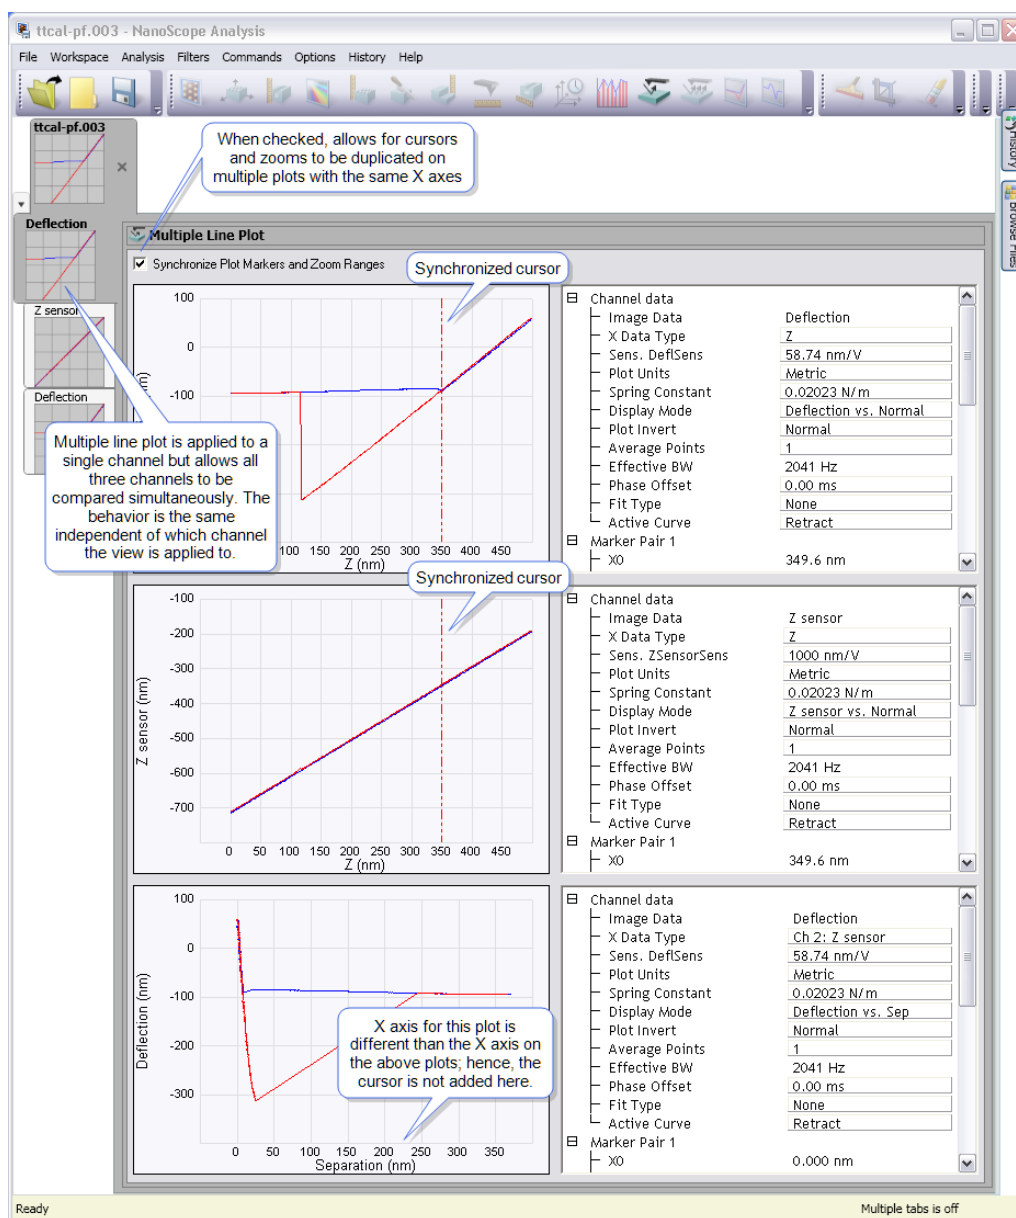 ttcal-pf.003 - NanoScope Analysis
File Workspace Analysis Filters Commands Options History Help
ttcal-pf.003
When checked, allows for cursors
and zooms to be duplicated on
multiple plots with the same X axes
History
Browse Files
Deflection
Z sensor
Deflection
Multiple line plot is applied to a
single channel but allows all
three channels to be
compared simultaneously. The
behavior is the same
independent of which channel
the view is applied to.
Multiple Line Plot
Synchronize Plot Markers and Zoom Ranges
Synchronized cursor
100
0
-100
100 150 200 250 300 350 400 450
Z (nm)
Channel data
Image Data Deflection
X Data Type Z
Sens. DeflSens 58.74 nm/V
Plot Units Metric
Spring Constant 0.02023 N/m
Display Mode Deflection vs. Normal
Plot Invert Normal
Average Points 1
Effective BW 2041 Hz
Phase Offset 0.00 ms
Fit Type None
Active Curve Retract
Marker Pair 1
X0 349.6 nm
Synchronized cursor
Z sensor (nm)
-100
-200
-300
-400
-500
-600
-700
0 50 100 150 200 250 300 350 400 450
Z (nm)
Channel data
Image Data Z sensor
X Data Type Z
Sens. ZSensorSens 1000 nm/V
Plot Units Metric
Spring Constant 0.02023 N/m
Display Mode Z sensor vs. Normal
Plot Invert Normal
Average Points 1
Effective BW 2041 Hz
Phase Offset 0.00 ms
Fit Type None
Active Curve Retract
Marker Pair 1
X0 349.6 nm
Deflection (nm)
100
0
-100
-200
-300
X axis for this plot is
different than the X axis on
the above plots; hence, the
cursor is not added here.
0 50 100 150 200 250 300 350
Separation (nm)
Channel data
Image Data Deflection
X Data Type Ch 2: Z sensor
Sens. DeflSens 58.74 nm/V
Plot Units Metric
Spring Constant 0.02023 N/m
Display Mode Deflection vs. Sep
Plot Invert Normal
Average Points 1
Effective BW 2041 Hz
Phase Offset 0.00 ms
Fit Type None
Active Curve Retract
Marker Pair 1
X0 0.000 nm
Ready
Multiple tabs is off